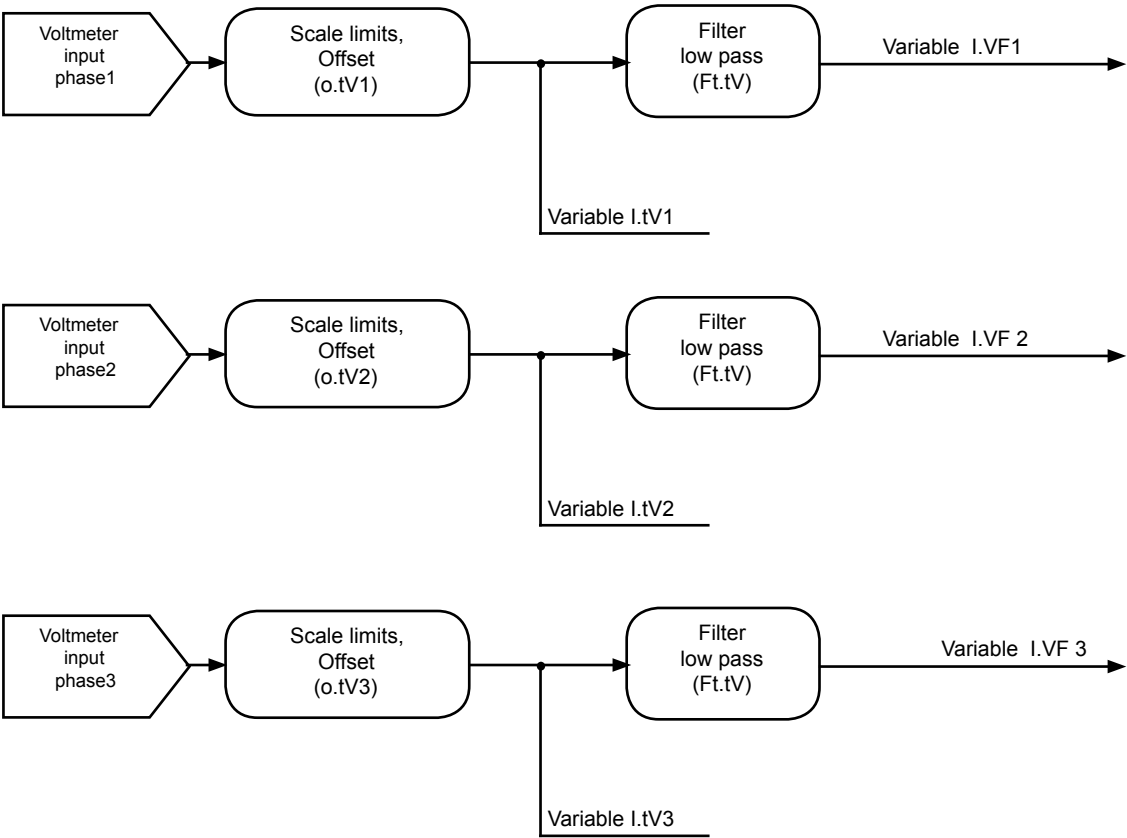 Voltmeter
input
phase1
Scale limits,
Offset
(o.tV1)
Filter
low pass
(Ft.tV)
Variable I.VF1
Variable I.tV1
Voltmeter
input
phase2
Scale limits,
Offset
(o.tV2)
Filter
low pass
(Ft.tV)
Variable I.VF 2
Variable I.tV2
Voltmeter
input
phase3
Scale limits,
Offset
(o.tV3)
Filter
low pass
(Ft.tV)
Variable I.VF 3
Variable I.tV3